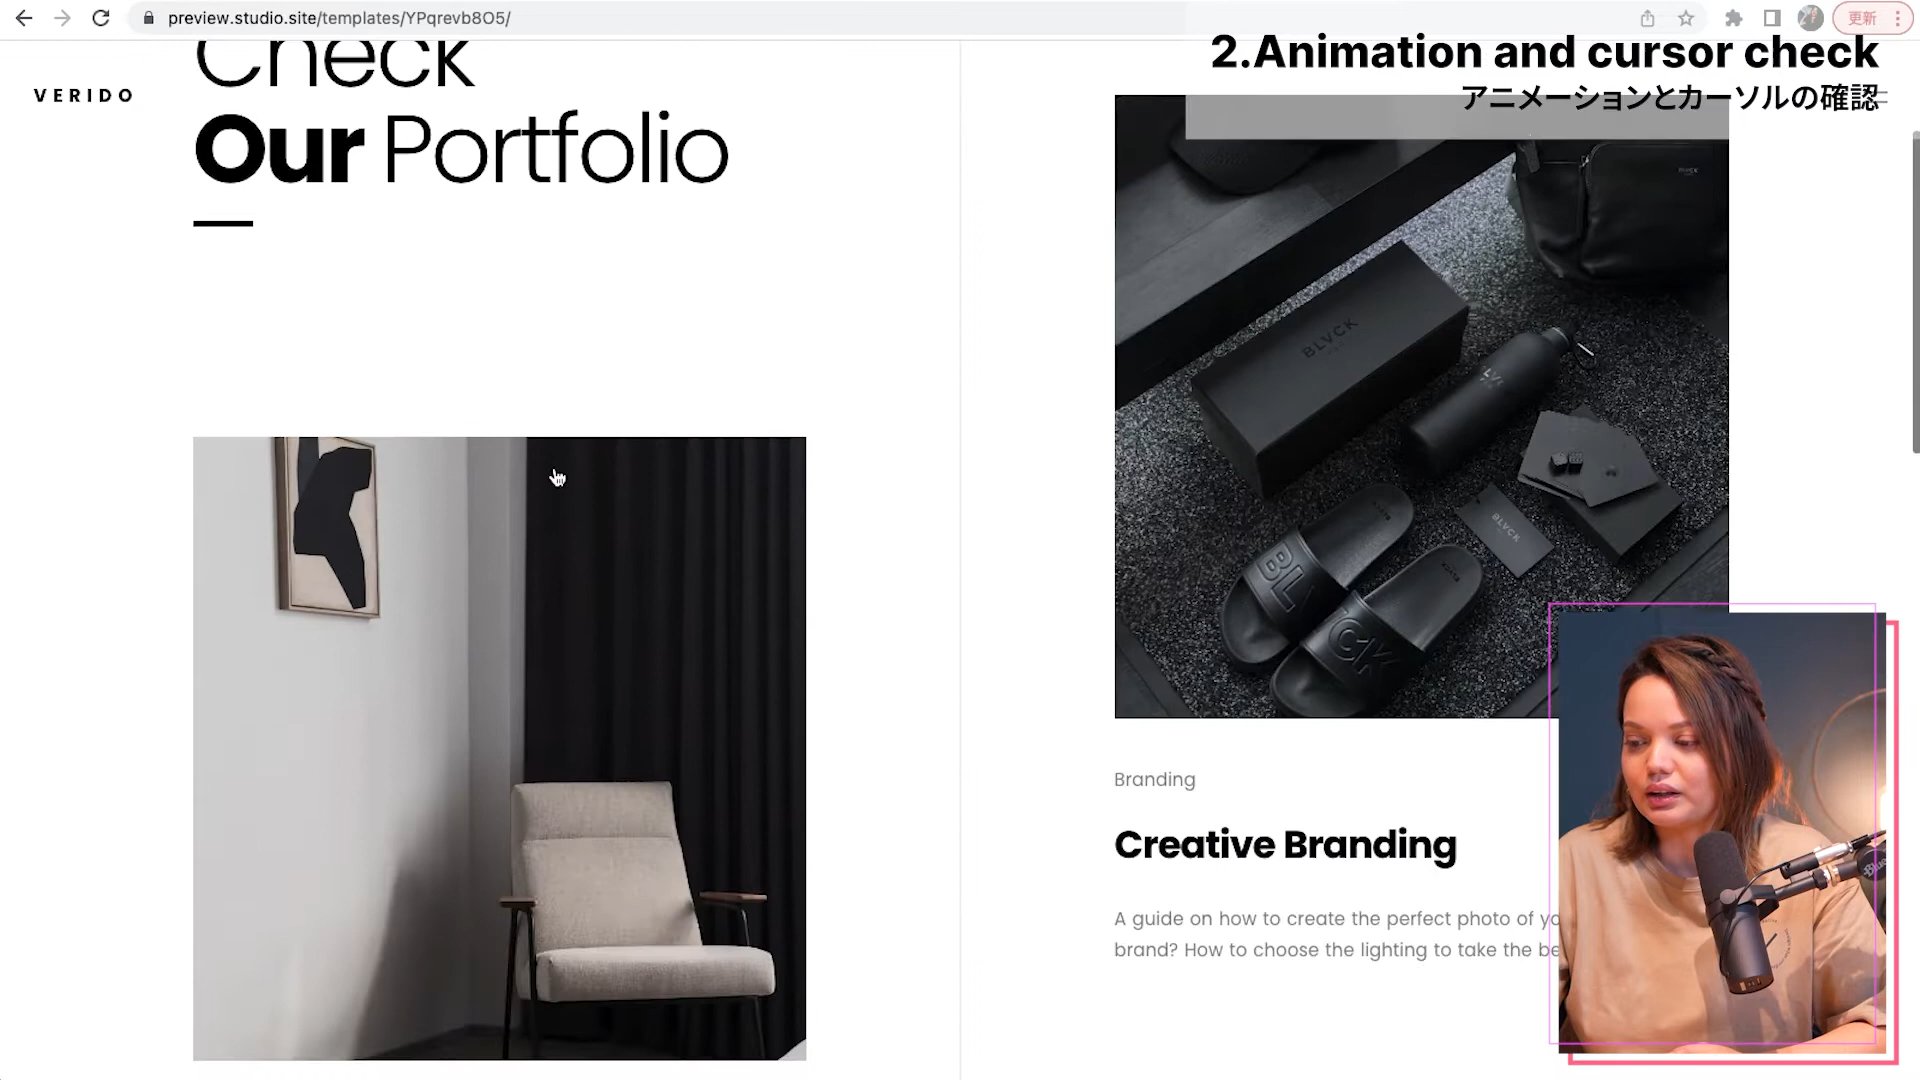 preview.studio.site/templates/YPqrevb8O5/
更新
2.Animation and cursor check
アニメーションとカーソルの確認
VERIDO
Check
Our Portfolio
BLVCK
BLVCK
Branding
Creative Branding
A guide on how to create the perfect photo of
brand? How to choose the lighting to take the